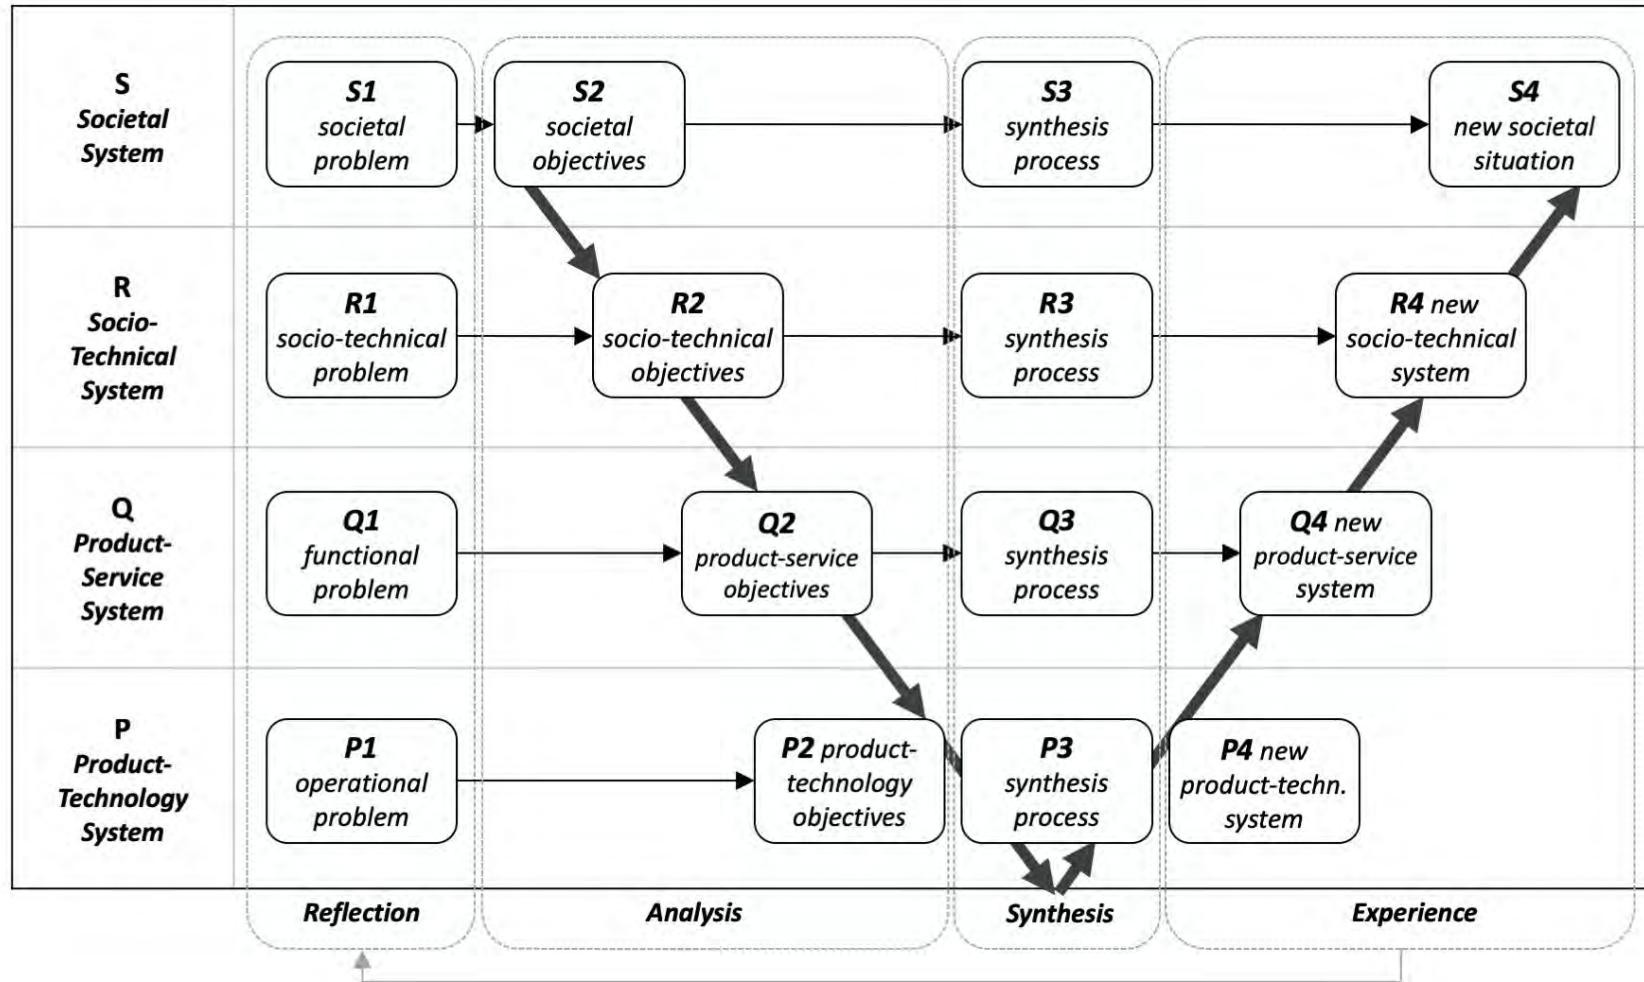 S
Societal
System
S1
societal
problem
S2
societal
objectives
S3
synthesis
process
S4
new societal
situation
R
Socio-
Technical
System
R1
socio-technical
problem
R2
socio-technical
objectives
R3
synthesis
process
R4 new
socio-technical
system
Q
Product-
Service
System
Q1
functional
problem
Q2
product-service
objectives
Q3
synthesis
process
Q4 new
product-service
system
P
Product-
Technology
System
P1
operational
problem
P2 product-
technology
objectives
P3
synthesis
process
P4 new
product-techn.
system
Reflection
Analysis
Synthesis
Experience